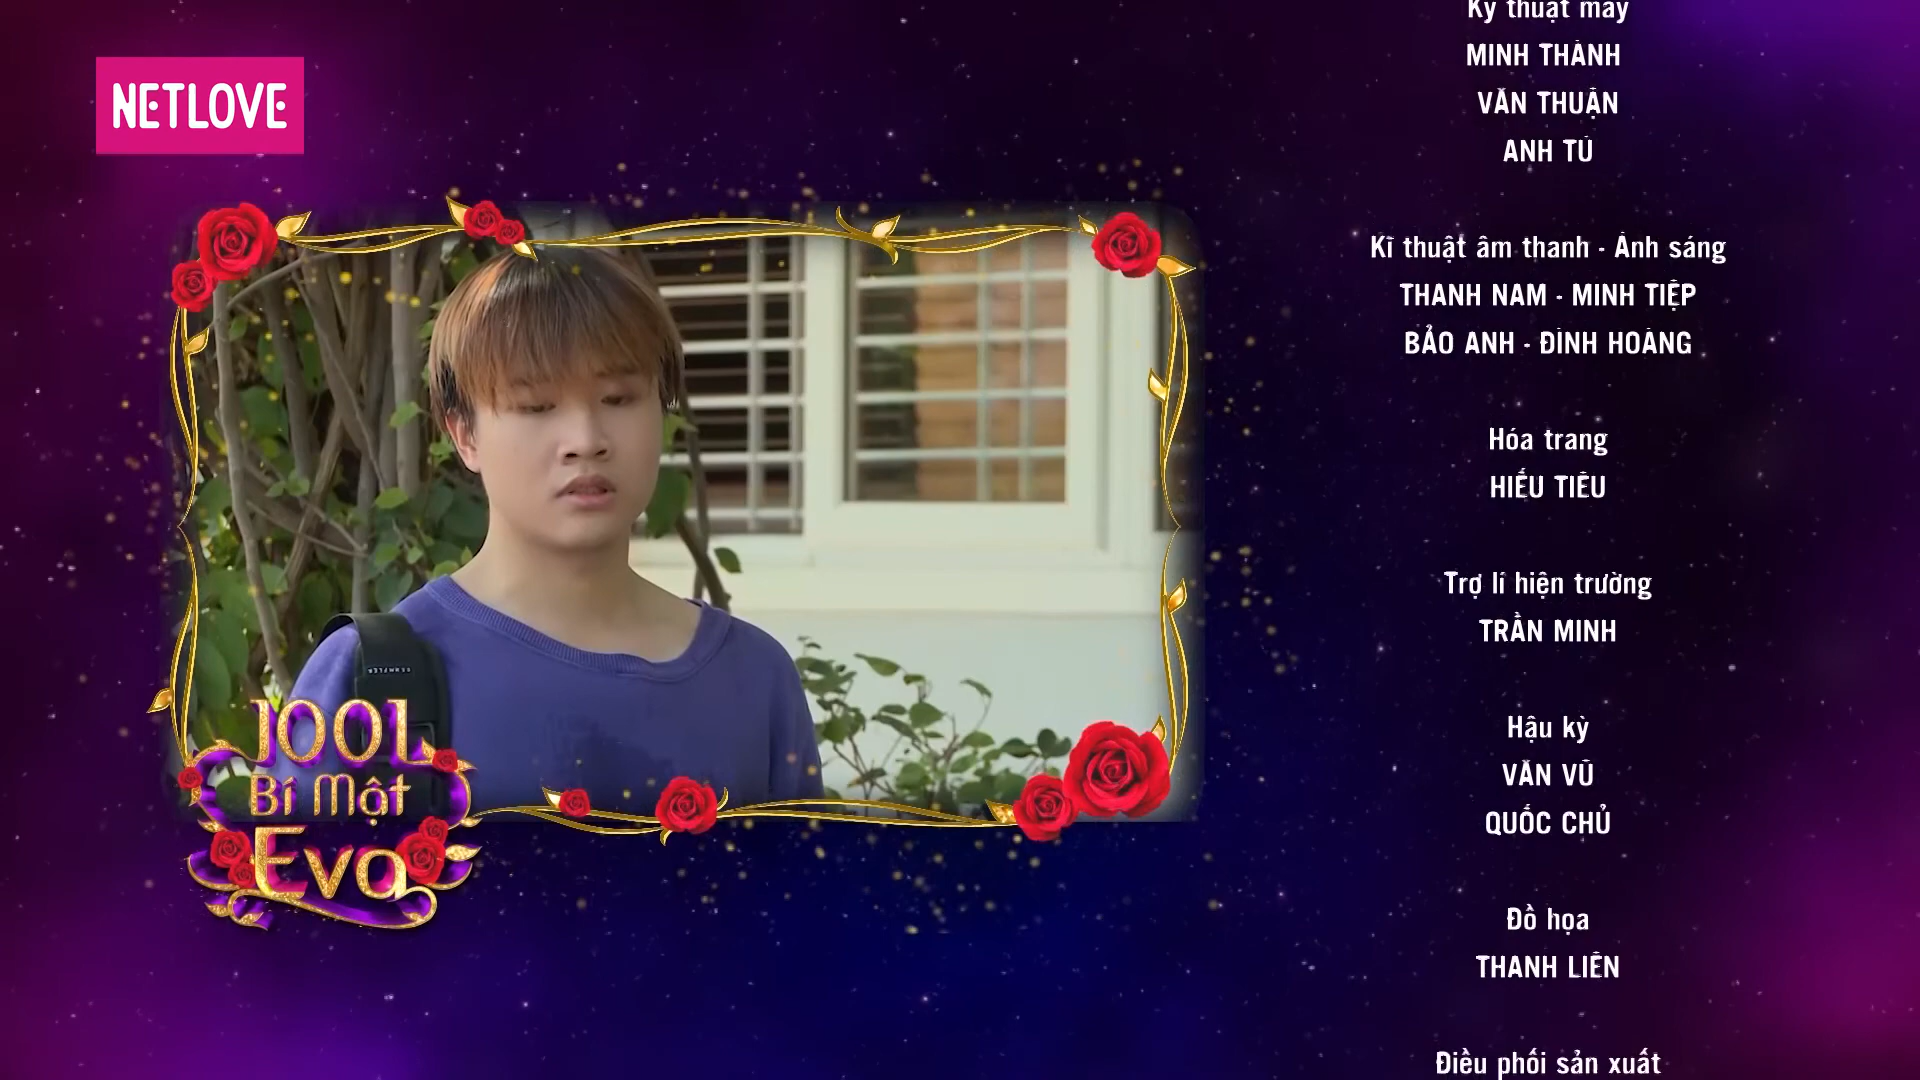 NETLOVE
Kỹ thuật máy
MINH THÀNH
VĂN THUẬN
ANH TÚ
Kĩ thuật âm thanh - Ánh sáng
THANH NAM - MINH TIỆP
BẢO ANH - ĐÌNH HOÀNG
Hóa trang
HIẾU TIÊU
Trợ lí hiện trường
TRẦN MINH
Hậu kỳ
VĂN VŨ
QUỐC CHỦ
Đồ họa
THANH LIÊN
Điều phối sản xuất
1001
Bí Mật
Eva